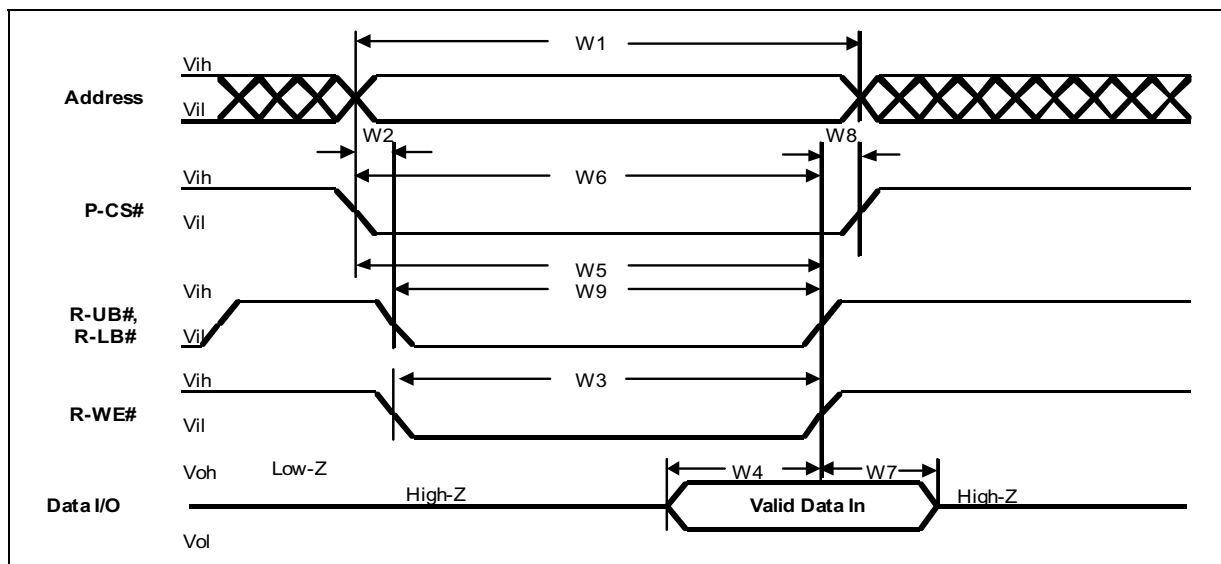 W1
Vih
Address
Vil
W2
W8
Vih
W6
P-CS#
Vil
W5
Vih
W9
R-UB#,
R-LB#
Vil
Vih
W3
R-WE#
Vil
Voh
Low-Z
W4
W7
High-Z
High-Z
Data I/O
Valid Data In
Vol